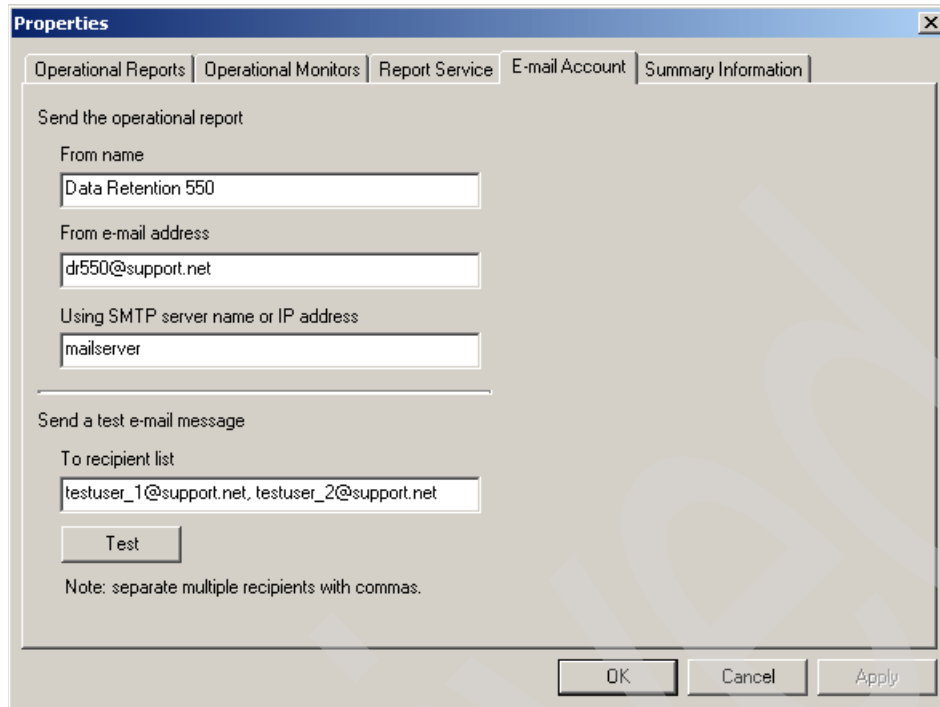 Properties
Operational Reports Operational Monitors Report Service E-mail Account Summary Information
Send the operational report
From name
Data Retention 550
From e-mail address
dr550@support.net
Using SMTP server name or IP address
mailserver
Send a test e-mail message
To recipient list
testuser_1@support.net, testuser_2@support.net
Test
Note: separate multiple recipients with commas.
OK Cancel Apply